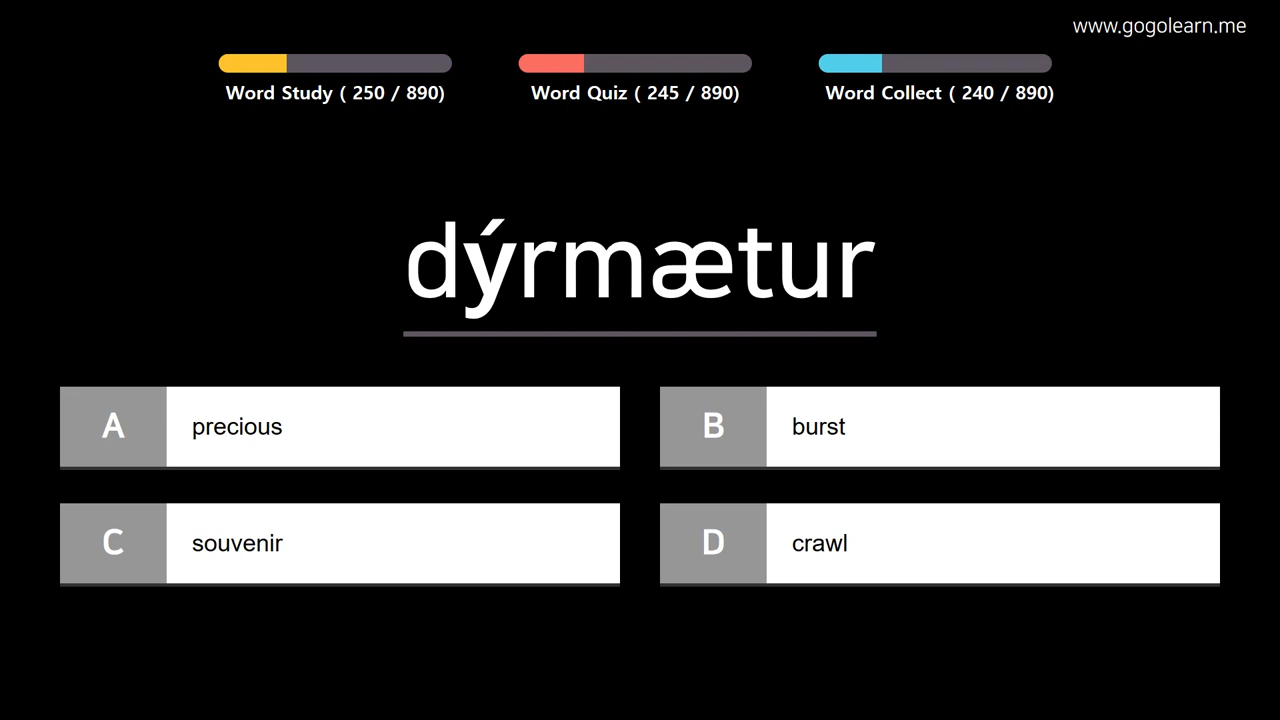 www.gogolearn.me
Word Study ( 250 / 890)
Word Quiz ( 245 / 890)
Word Collect ( 240 / 890)
dýrmætur
A precious
B burst
C souvenir
D crawl